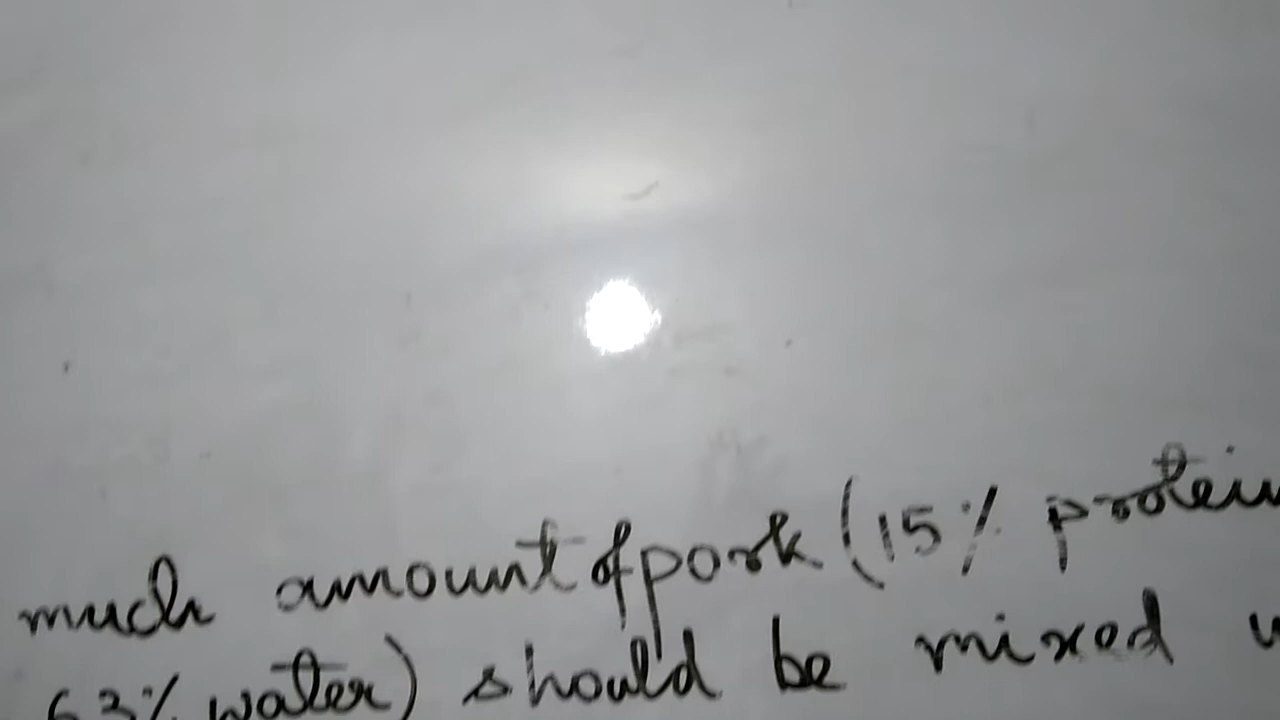 much amount of pork (15% protein
63% water) should be mixed